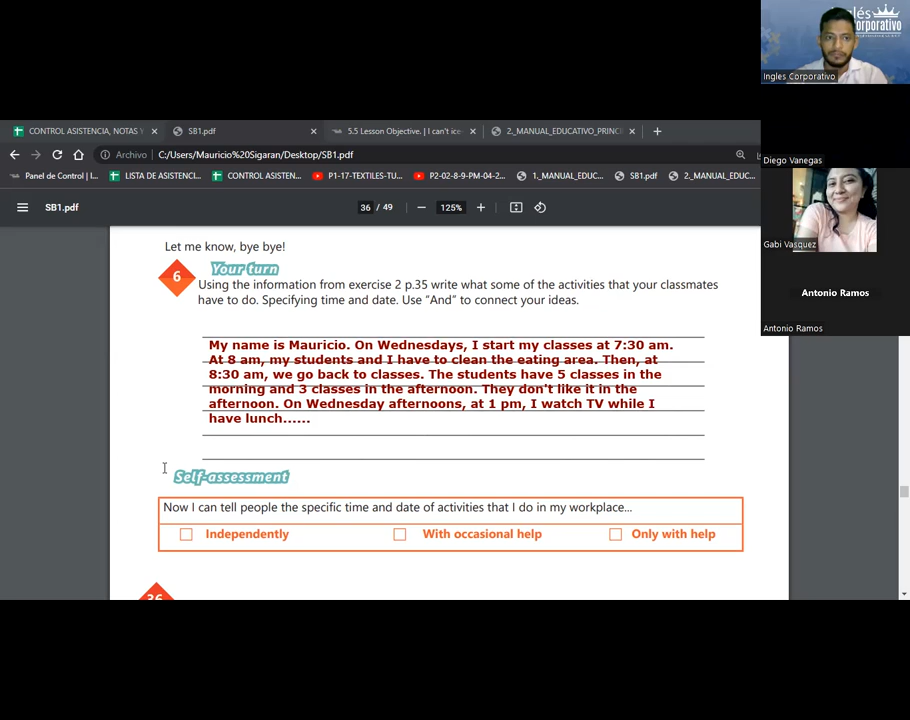 Inglés
Corporativo
Ingles Corporativo
CONTROL ASISTENCIA, NOTAS Y
SB1.pdf
5.5 Lesson Objective. | I can't ice-
2._MANUAL_EDUCATIVO_PRINCI
Archivo
C:/Users/Mauricio%20Sigaran/Desktop/SB1.pdf
Diego Vanegas
Panel de Control | I...
LISTA DE ASISTENCI...
CONTROL ASISTEN...
P1-17-TEXTILES-TU...
P2-02-8-9-PM-04-2...
1._MANUAL_EDUC...
SB1.pdf
2._MANUAL_EDUC...
SB1.pdf
36 / 49
125%
Gabi Vasquez
Antonio Ramos
Antonio Ramos
Let me know, bye bye!
6
Your turn
Using the information from exercise 2 p.35 write what some of the activities that your classmates
have to do. Specifying time and date. Use “And” to connect your ideas.
My name is Mauricio. On Wednesdays, I start my classes at 7:30 am.
At 8 am, my students and I have to clean the eating area. Then, at
8:30 am, we go back to classes. The students have 5 classes in the
morning and 3 classes in the afternoon. They don't like it in the
afternoon. On Wednesday afternoons, at 1 pm, I watch TV while I
have lunch......
Self-assessment
Now I can tell people the specific time and date of activities that I do in my workplace...
Independently
With occasional help
Only with help
36